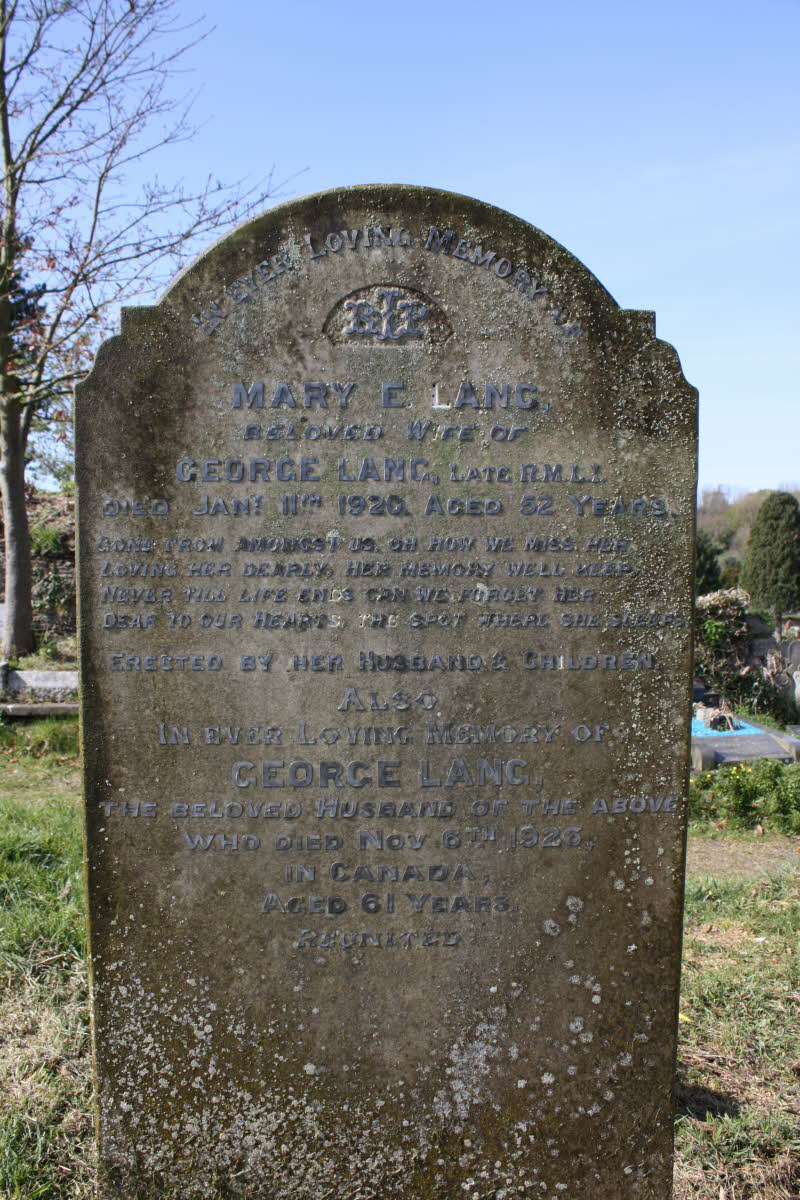 IN EVER LOVING MEMORY OF
RIP
MARY E. LANG,
BELOVED WIFE OF
GEORGE LANG, LATE R.M.L.I.
DIED JANY. 11TH 1920. AGED 52 YEARS.
GONE FROM AMONGST US, OH HOW WE MISS HER,
LOVING HER DEARLY, HER MEMORY WE'LL KEEP,
NEVER TILL LIFE ENDS CAN WE FORGET HER,
DEAR TO OUR HEARTS, THE SPOT WHERE SHE SLEEPS
ERECTED BY HER HUSBAND & CHILDREN.
ALSO
IN EVER LOVING MEMORY OF
GEORGE LANG,
THE BELOVED HUSBAND OF THE ABOVE
WHO DIED NOV 6TH 1926,
IN CANADA,
AGED 61 YEARS.
REUNITED.